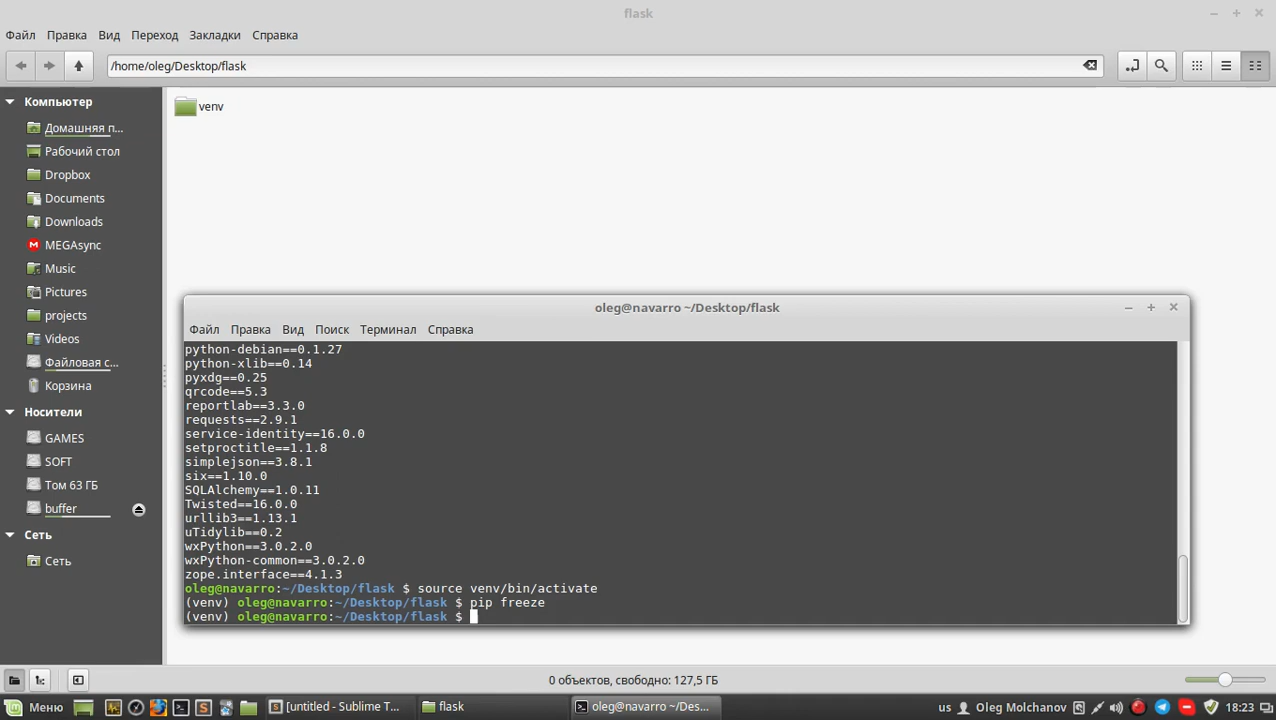 flask
Файл Правка Вид Переход Закладки Справка
/home/oleg/Desktop/flask
Компьютер
Домашняя п...
Рабочий стол
Dropbox
Documents
Downloads
MEGAsync
Music
Pictures
projects
Videos
Файловая с...
Корзина
Носители
GAMES
SOFT
Том 63 ГБ
buffer
Сеть
Сеть
venv
oleg@navarro ~/Desktop/flask
Файл Правка Вид Поиск Терминал Справка
python-debian==0.1.27
python-xlib==0.14
pyxdg==0.25
qrcode==5.3
reportlab==3.3.0
requests==2.9.1
service-identity==16.0.0
setproctitle==1.1.8
simplejson==3.8.1
six==1.10.0
SQLAlchemy==1.0.11
Twisted==16.0.0
urllib3==1.13.1
uTidylib==0.2
wxPython==3.0.2.0
wxPython-common==3.0.2.0
zope.interface==4.1.3
oleg@navarro:~/Desktop/flask $ source venv/bin/activate
(venv) oleg@navarro:~/Desktop/flask $ pip freeze
(venv) oleg@navarro:~/Desktop/flask $
0 объектов, свободно: 127,5 ГБ
Меню [untitled - Sublime T... flask oleg@navarro ~/Des... us Oleg Molchanov 18:23